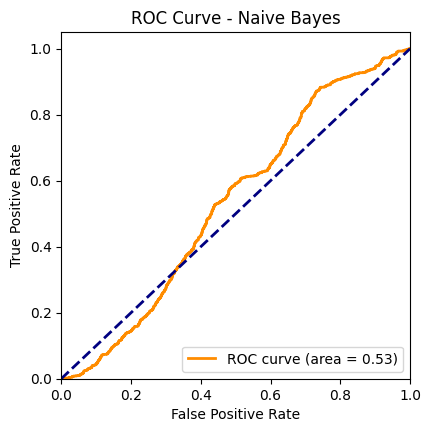 ROC Curve - Naive Bayes
True Positive Rate
1.0
0.8
0.6
0.4
0.2
0.0
ROC curve (area = 0.53)
0.0 0.2 0.4 0.6 0.8 1.0
False Positive Rate